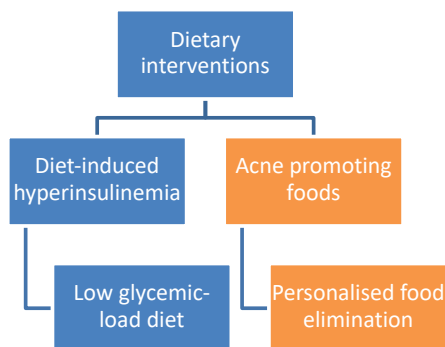 Dietary
interventions
Diet-induced
hyperinsulinemia
Acne promoting
foods
Low glycemic-
load diet
Personalised food
elimination